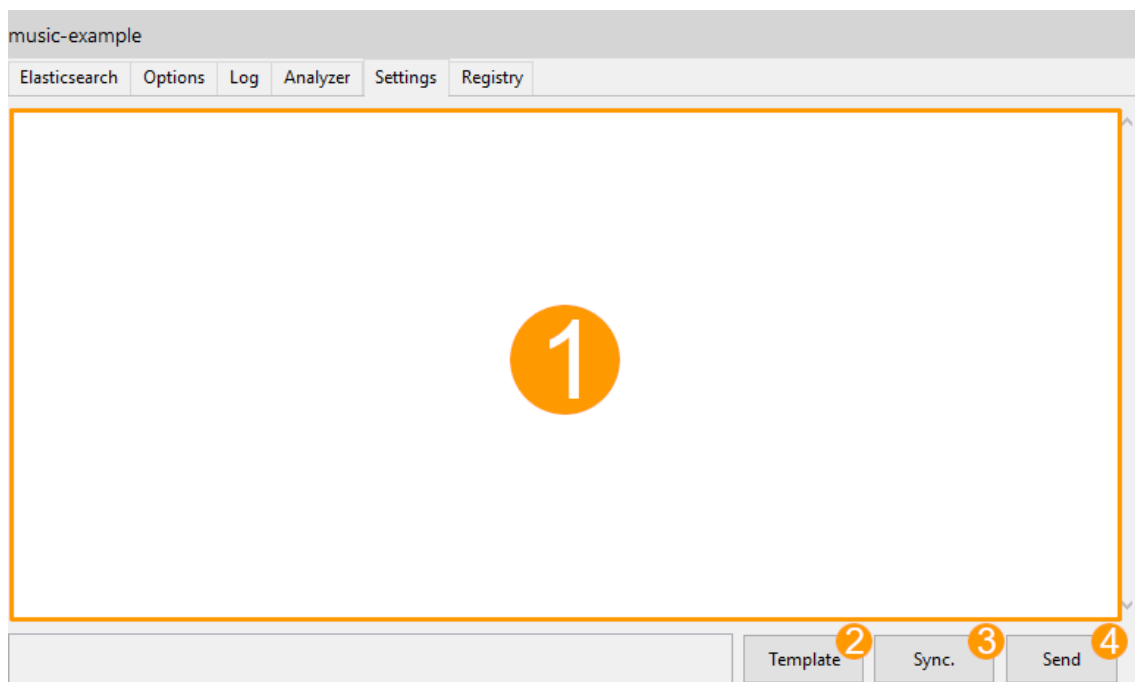 music-example
Elasticsearch Options Log Analyzer Settings Registry
1
Template 2 Sync. 3 Send 4